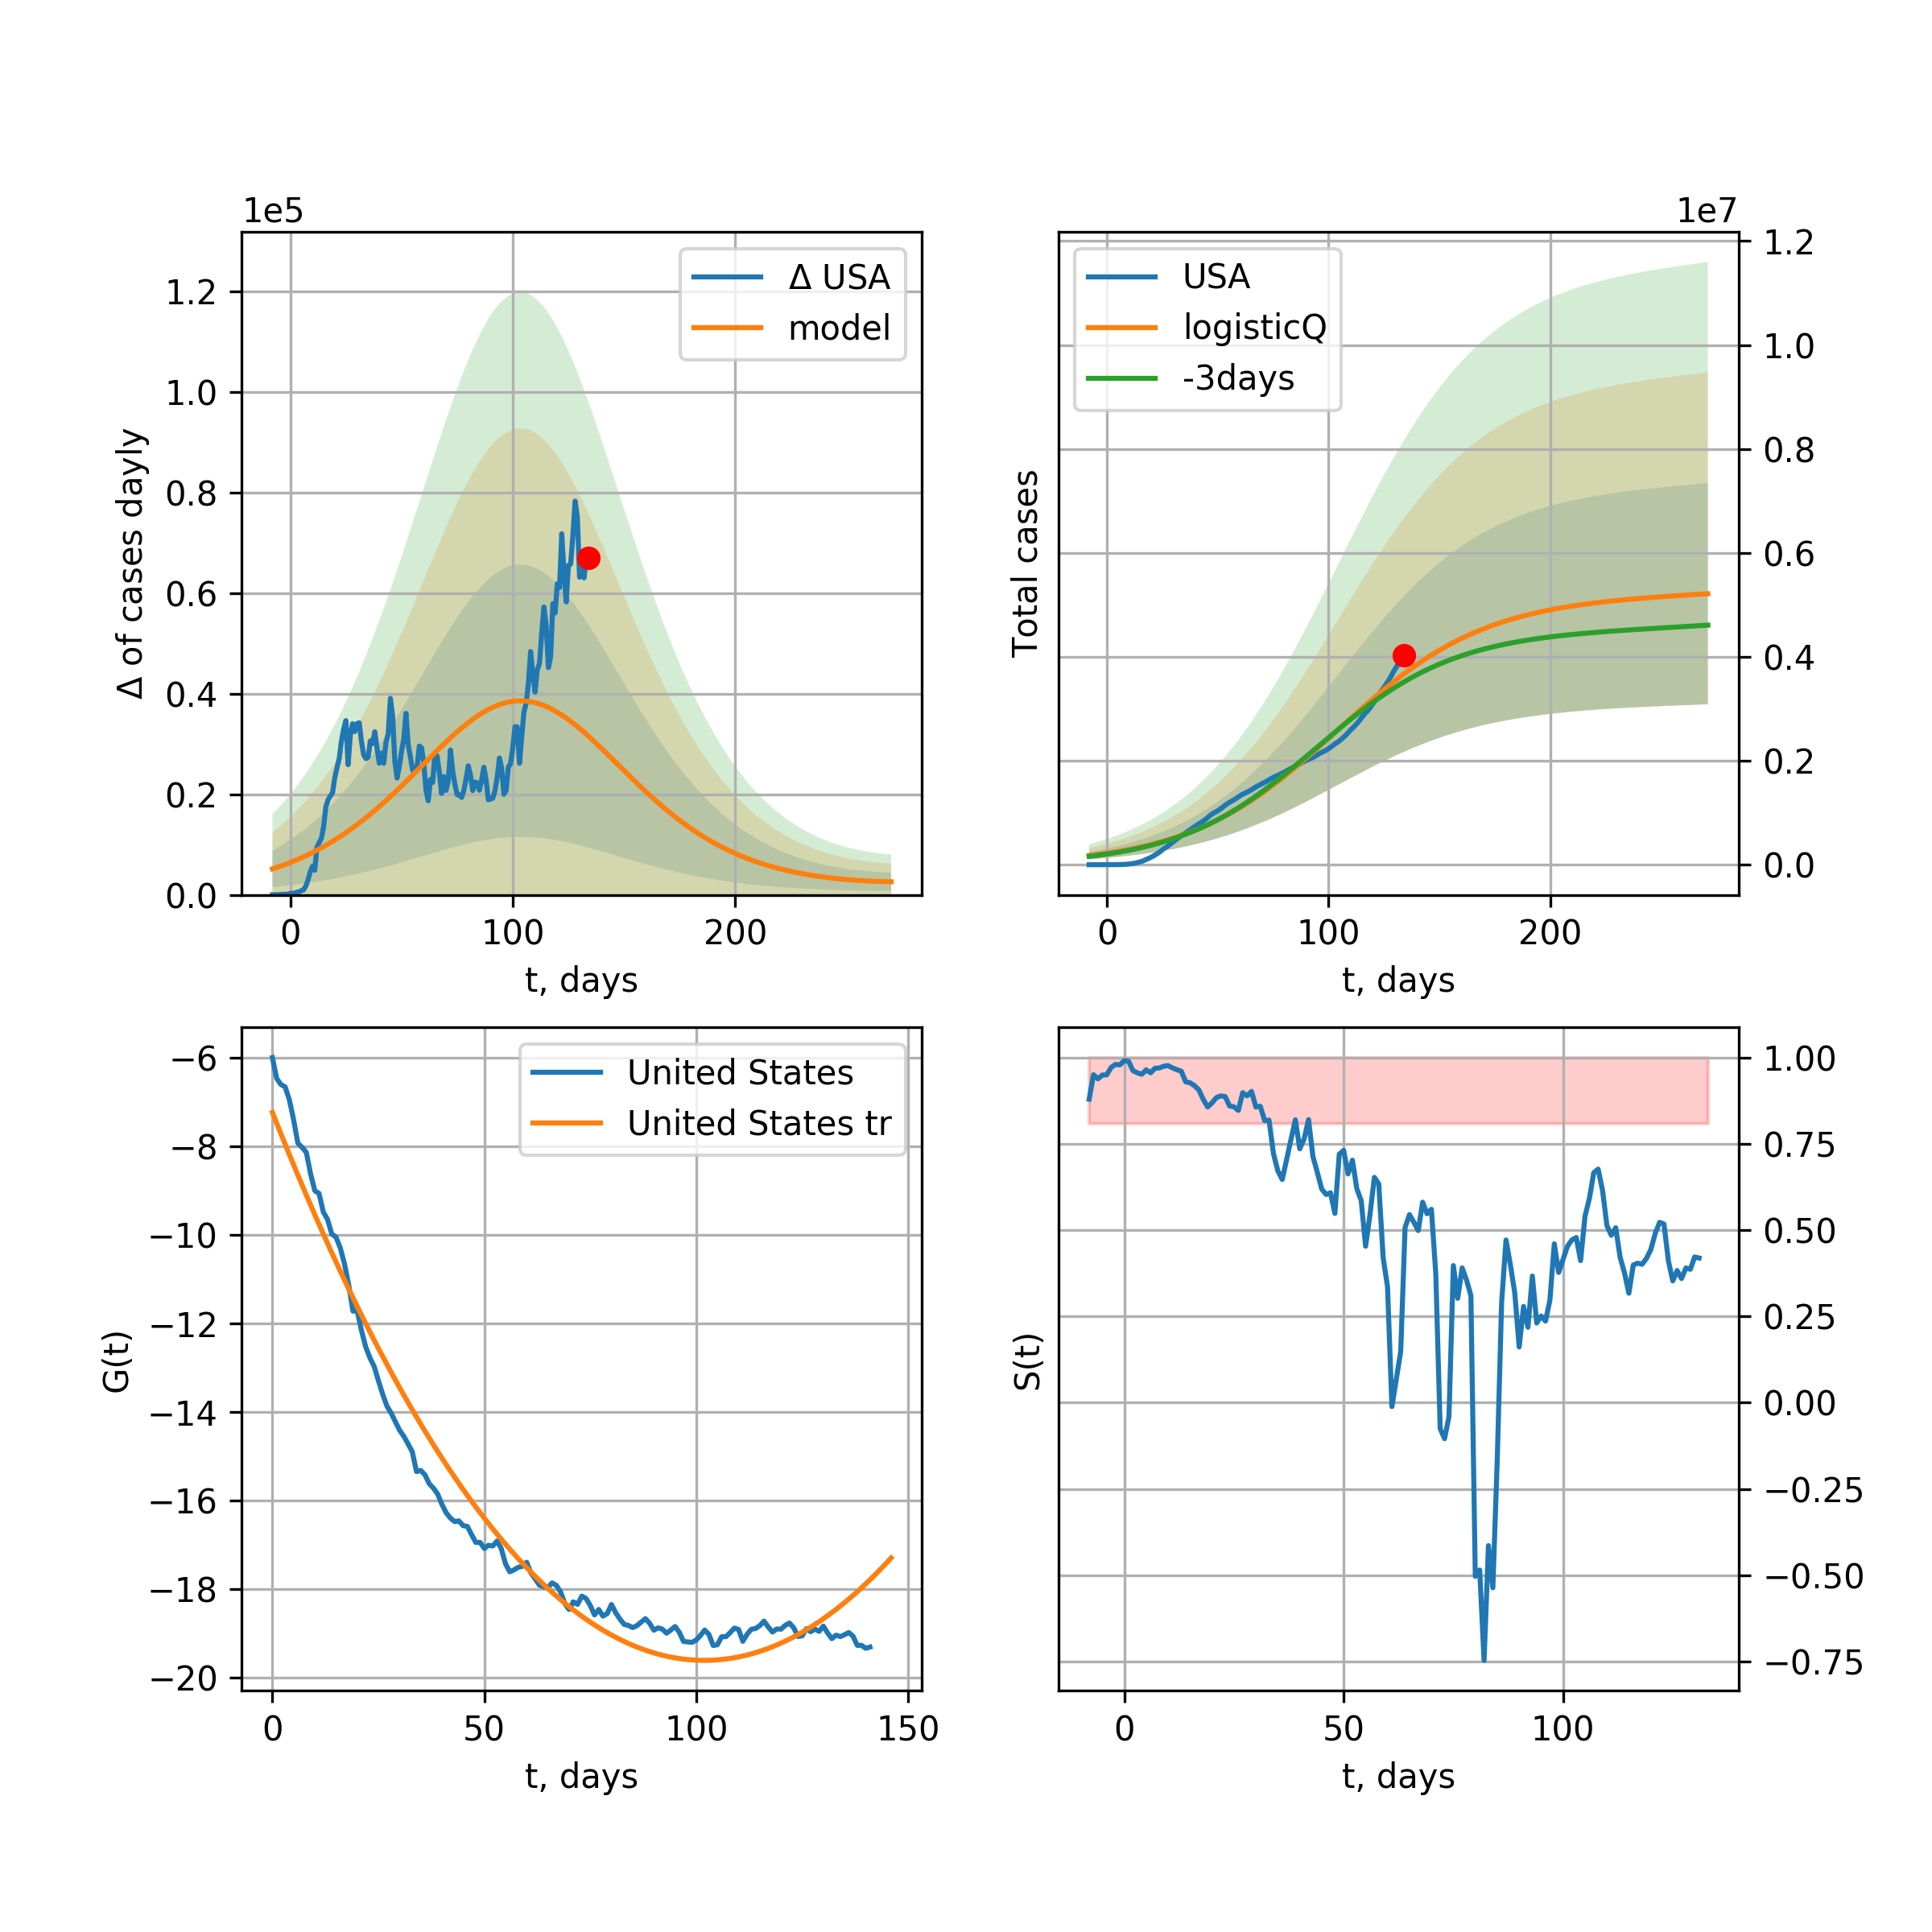 1e5
Δ of cases dayly
1.2
1.0
0.8
0.6
0.4
0.2
0.0
Δ USA
model
0 100 200
t, days
1e7
Total cases
USA
logisticQ
-3days
1.2
1.0
0.8
0.6
0.4
0.2
0.0
0 100 200
t, days
G(t)
−6
−8
−10
−12
−14
−16
−18
−20
United States
United States tr
0 50 100 150
t, days
S(t)
1.00
0.75
0.50
0.25
0.00
−0.25
−0.50
−0.75
0 50 100
t, days